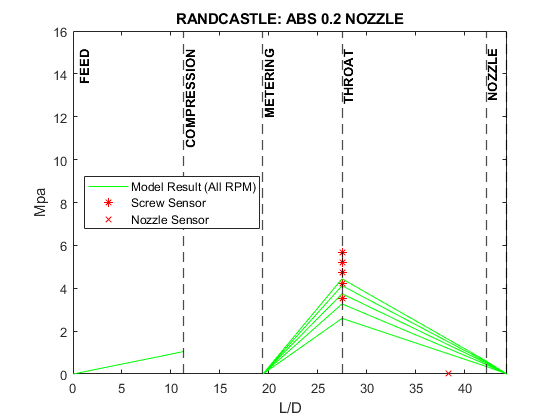 RANDCASTLE: ABS 0.2 NOZZLE
16
14
12
10
8
6
4
2
0
Mpa
FEED
COMPRESSION
METERING
THROAT
NOZZLE
Model Result (All RPM)
Screw Sensor
Nozzle Sensor
0 5 10 15 20 25 30 35 40
L/D